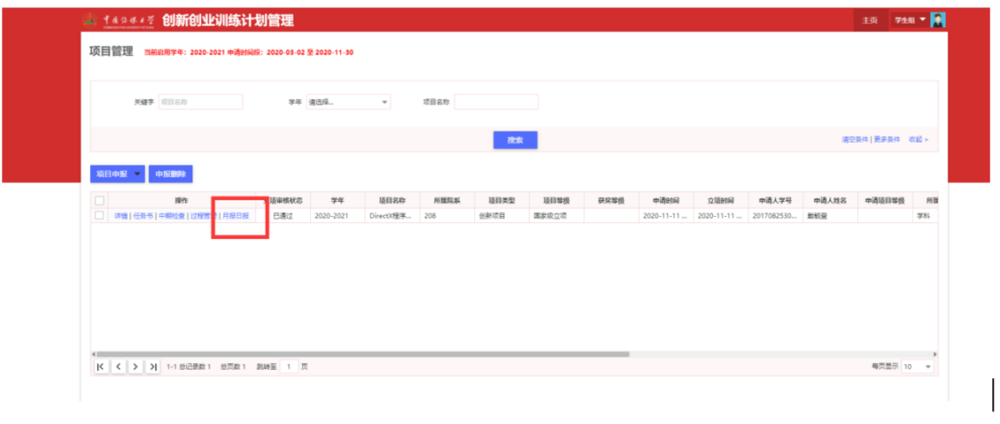 中国传媒大学 创新创业训练计划管理 主页 学生组
项目管理 当前启用学年：2020-2021 申请时间段：2020-03-02 至 2020-11-30
关键字 项目名称 学年 请选择... 项目名称
搜索 清空条件 | 更多条件 收起
项目申报 申报删除
操作 项审核状态 学年 项目名称 所属院系 项目类型 项目等级 获奖等级 申请时间 立项时间 申请人学号 申请人姓名 申请项目等级 所属
详情 | 任务书 | 中期检查 | 过程管理 | 月报日报 已通过 2020-2021 DirectX程序... 208 创新项目 国家级立项 2020-11-11 ... 2020-11-11 ... 2017082530... 学科
1-1 总记录数 1 总页数 1 跳转至 1 页 每页显示 10